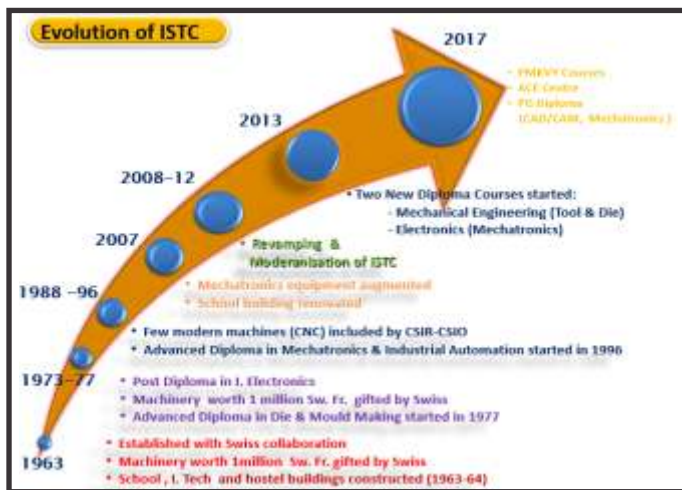 Evolution of ISTC
2017
• PMKVY Courses
• ACE Centre
• PG Diploma
(CAD/CAM, Mechatronics )
2013
• Two New Diploma Courses started:
- Mechanical Engineering (Tool & Die)
- Electronics (Mechatronics)
2008-12
• Revamping &
Moderanisation of ISTC
2007
• Mechatronics equipment augmented
• School building renovated
1988 -96
• Few modern machines (CNC) included by CSIR-CSIO
• Advanced Diploma in Mechatronics & Industrial Automation started in 1996
1973-77
• Post Diploma in I. Electronics
• Machinery worth 1 million Sw. Fr. gifted by Swiss
• Advanced Diploma in Die & Mould Making started in 1977
1963
• Established with Swiss collaboration
• Machinery worth 1million Sw. Fr. gifted by Swiss
• School , I. Tech and hostel buildings constructed (1963-64)